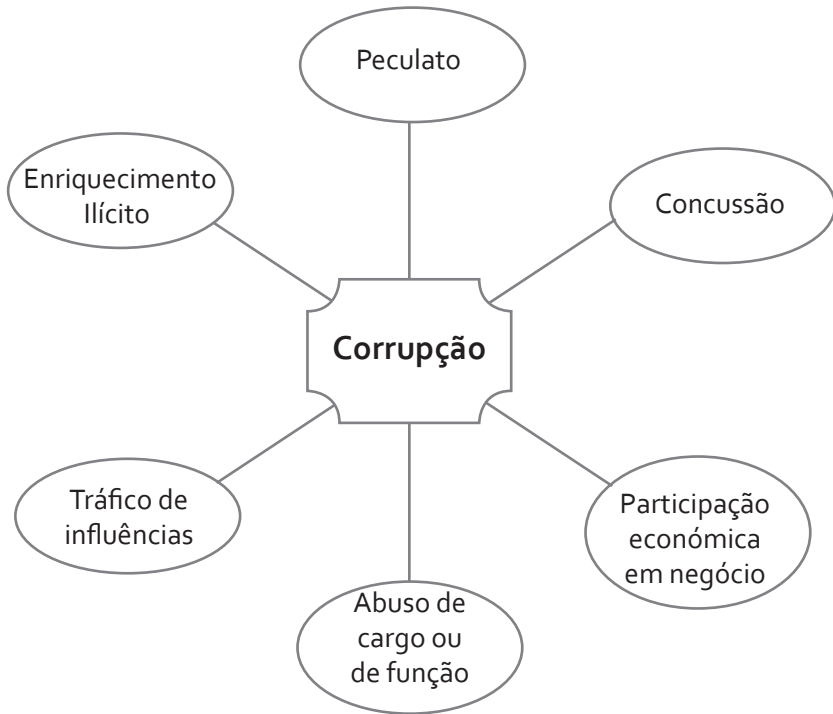 Peculato
Enriquecimento
Ilícito
Concussão
Corrupção
Tráfico de
influências
Participação
económica
em negócio
Abuso de
cargo ou
de função